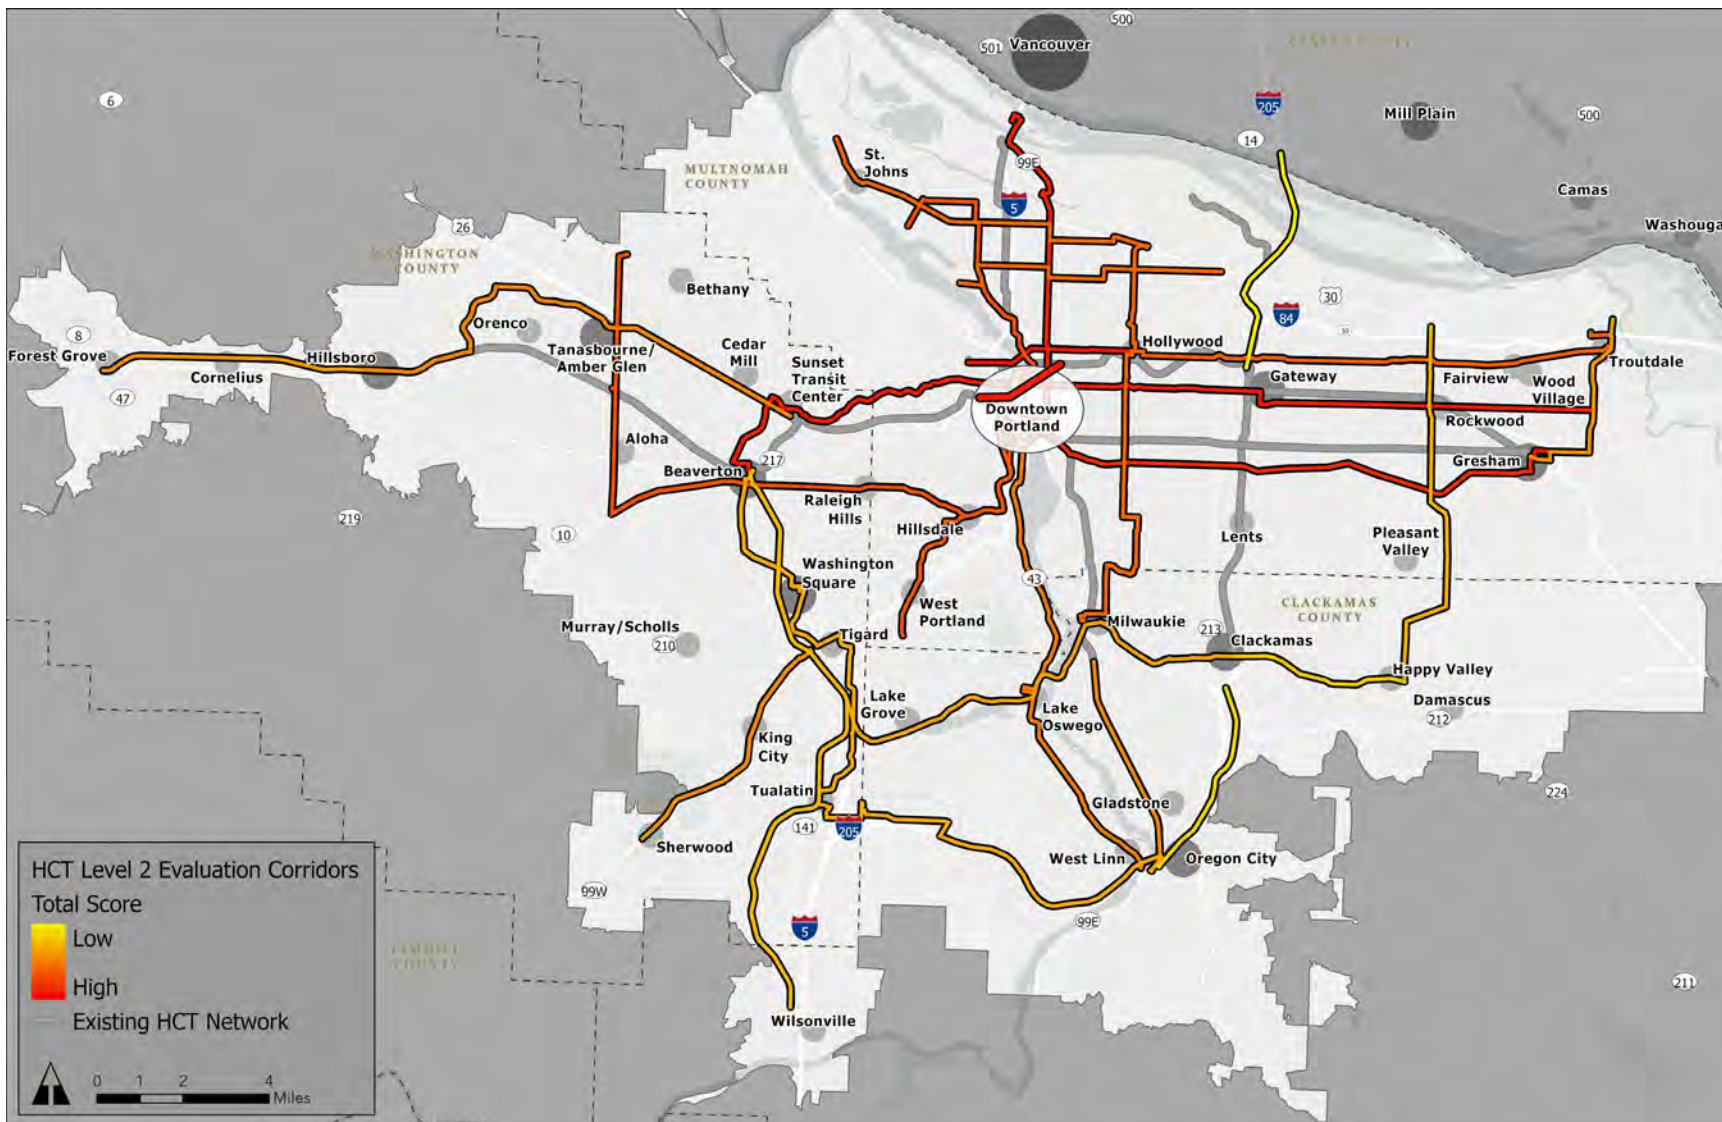 500
501
Vancouver
CLARK COUNTY
205
6
Mill Plain
500
14
St.
Johns
99E
MULTNOMAH
COUNTY
5
Camas
Washouga
26
WASHINGTON
COUNTY
Bethany
30
84
8
Orenco
Forest Grove
Hillsboro
Cornelius
47
Tanasbourne/
Amber Glen
Cedar
Mill
Sunset
Transit
Center
Hollywood
Gateway
Fairview
Wood
Village
Troutdale
Downtown
Portland
Rockwood
Aloha
217
Beaverton
Gresham
219
10
Raleigh
Hills
Hillsdale
Lents
Pleasant
Valley
Washington
Square
43
West
Portland
CLACKAMAS
COUNTY
Murray/Scholls
210
Tigard
Milwaukie
213
Clackamas
Happy Valley
Damascus
212
Lake
Grove
Lake
Oswego
King
City
Tualatin
141
205
Gladstone
224
Sherwood
West Linn
Oregon City
99W
99E
5
YAMHILL
COUNTY
211
Wilsonville
HCT Level 2 Evaluation Corridors
Total Score
Low
High
Existing HCT Network
0 1 2 4
Miles